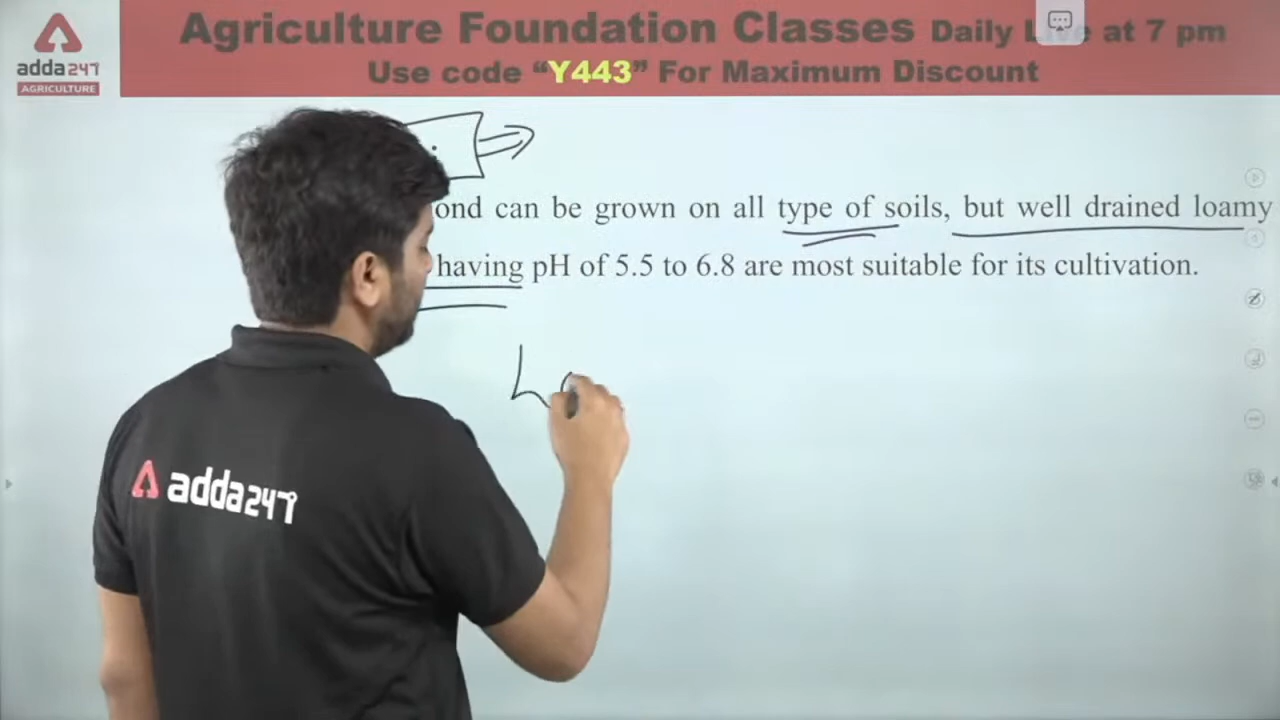 Agriculture Foundation Classes Daily Live at 7 pm
adda247
AGRICULTURE
Use code “Y443” For Maximum Discount
ond can be grown on all type of soils, but well drained loamy
having pH of 5.5 to 6.8 are most suitable for its cultivation.
adda247